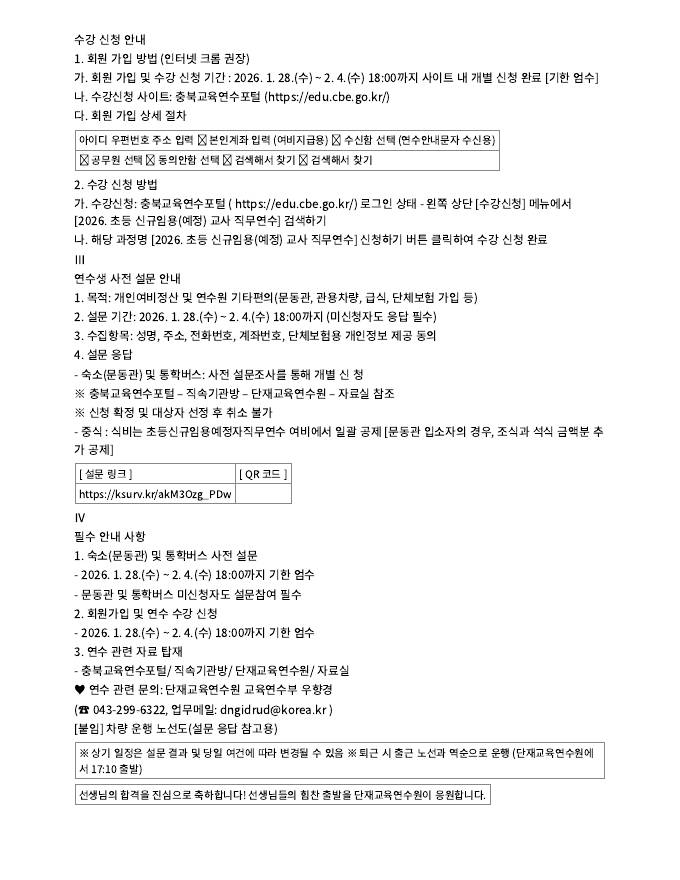 수강 신청 안내
1. 회원 가입 방법 (인터넷 크롬 권장)
가. 회원 가입 및 수강 신청 기간 : 2026. 1. 28.(수) ~ 2. 4.(수) 18:00까지 사이트 내 개별 신청 완료 [기한 엄수]
나. 수강신청 사이트: 충북교육연수포털 (https://edu.cbe.go.kr/)
다. 회원 가입 상세 절차
아이디 우편번호 주소 입력 ☒ 본인계좌 입력 (여비지급용) ☒ 수신함 선택 (연수안내문자 수신용)
☒ 공무원 선택 ☒ 동의안함 선택 ☒ 검색해서 찾기 ☒ 검색해서 찾기
2. 수강 신청 방법
가. 수강신청: 충북교육연수포털 ( https://edu.cbe.go.kr/) 로그인 상태 - 왼쪽 상단 [수강신청] 메뉴에서
[2026. 초등 신규임용(예정) 교사 직무연수] 검색하기
나. 해당 과정명 [2026. 초등 신규임용(예정) 교사 직무연수] 신청하기 버튼 클릭하여 수강 신청 완료
Ⅲ
연수생 사전 설문 안내
1. 목적: 개인여비정산 및 연수원 기타편의(문동관, 관용차량, 급식, 단체보험 가입 등)
2. 설문 기간: 2026. 1. 28.(수) ~ 2. 4.(수) 18:00까지 (미신청자도 응답 필수)
3. 수집항목: 성명, 주소, 전화번호, 계좌번호, 단체보험용 개인정보 제공 동의
4. 설문 응답
- 숙소(문동관) 및 통학버스: 사전 설문조사를 통해 개별 신 청
※ 충북교육연수포털 – 직속기관방 – 단재교육연수원 – 자료실 참조
※ 신청 확정 및 대상자 선정 후 취소 불가
- 중식 : 식비는 초등신규임용예정자직무연수 여비에서 일괄 공제 [문동관 입소자의 경우, 조식과 석식 금액분 추
가 공제]
[ 설문 링크 ] [ QR 코드 ]
https://ksurv.kr/akM3Ozg_PDw
Ⅳ
필수 안내 사항
1. 숙소(문동관) 및 통학버스 사전 설문
- 2026. 1. 28.(수) ~ 2. 4.(수) 18:00까지 기한 엄수
- 문동관 및 통학버스 미신청자도 설문참여 필수
2. 회원가입 및 연수 수강 신청
- 2026. 1. 28.(수) ~ 2. 4.(수) 18:00까지 기한 엄수
3. 연수 관련 자료 탑재
- 충북교육연수포털/ 직속기관방/ 단재교육연수원/ 자료실
♥ 연수 관련 문의: 단재교육연수원 교육연수부 우향경
(☎ 043-299-6322, 업무메일: dngidrud@korea.kr )
[붙임] 차량 운행 노선도(설문 응답 참고용)
※ 상기 일정은 설문 결과 및 당일 여건에 따라 변경될 수 있음 ※ 퇴근 시 출근 노선과 역순으로 운행 (단재교육연수원에
서 17:10 출발)
선생님의 합격을 진심으로 축하합니다! 선생님들의 힘찬 출발을 단재교육연수원이 응원합니다.